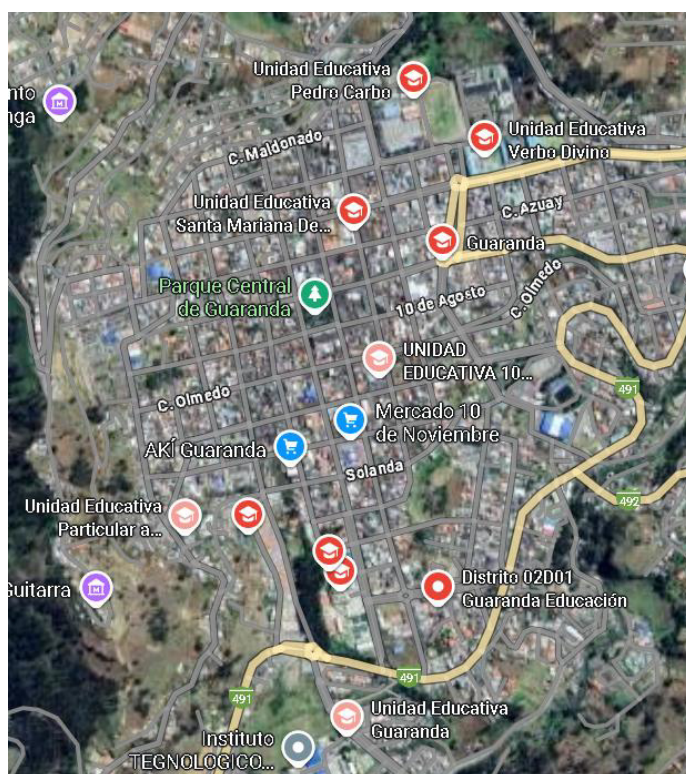 Unidad Educativa
Pedro Carbo
nto
nga
Unidad Educativa
Verbo Divino
C. Maldonado
Unidad Educativa
Santa Mariana De...
C. Azuay
Guaranda
Parque Central
de Guaranda
10 de Agosto
C. Olmedo
UNIDAD
EDUCATIVA 10...
491
C. Olmedo
Mercado 10
de Noviembre
AKÍ Guaranda
Solanda
492
Unidad Educativa
Particular a...
Guitarra
Distrito 02D01
Guaranda Educación
491
491
Unidad Educativa
Guaranda
Instituto
TEGNOLOGICO...